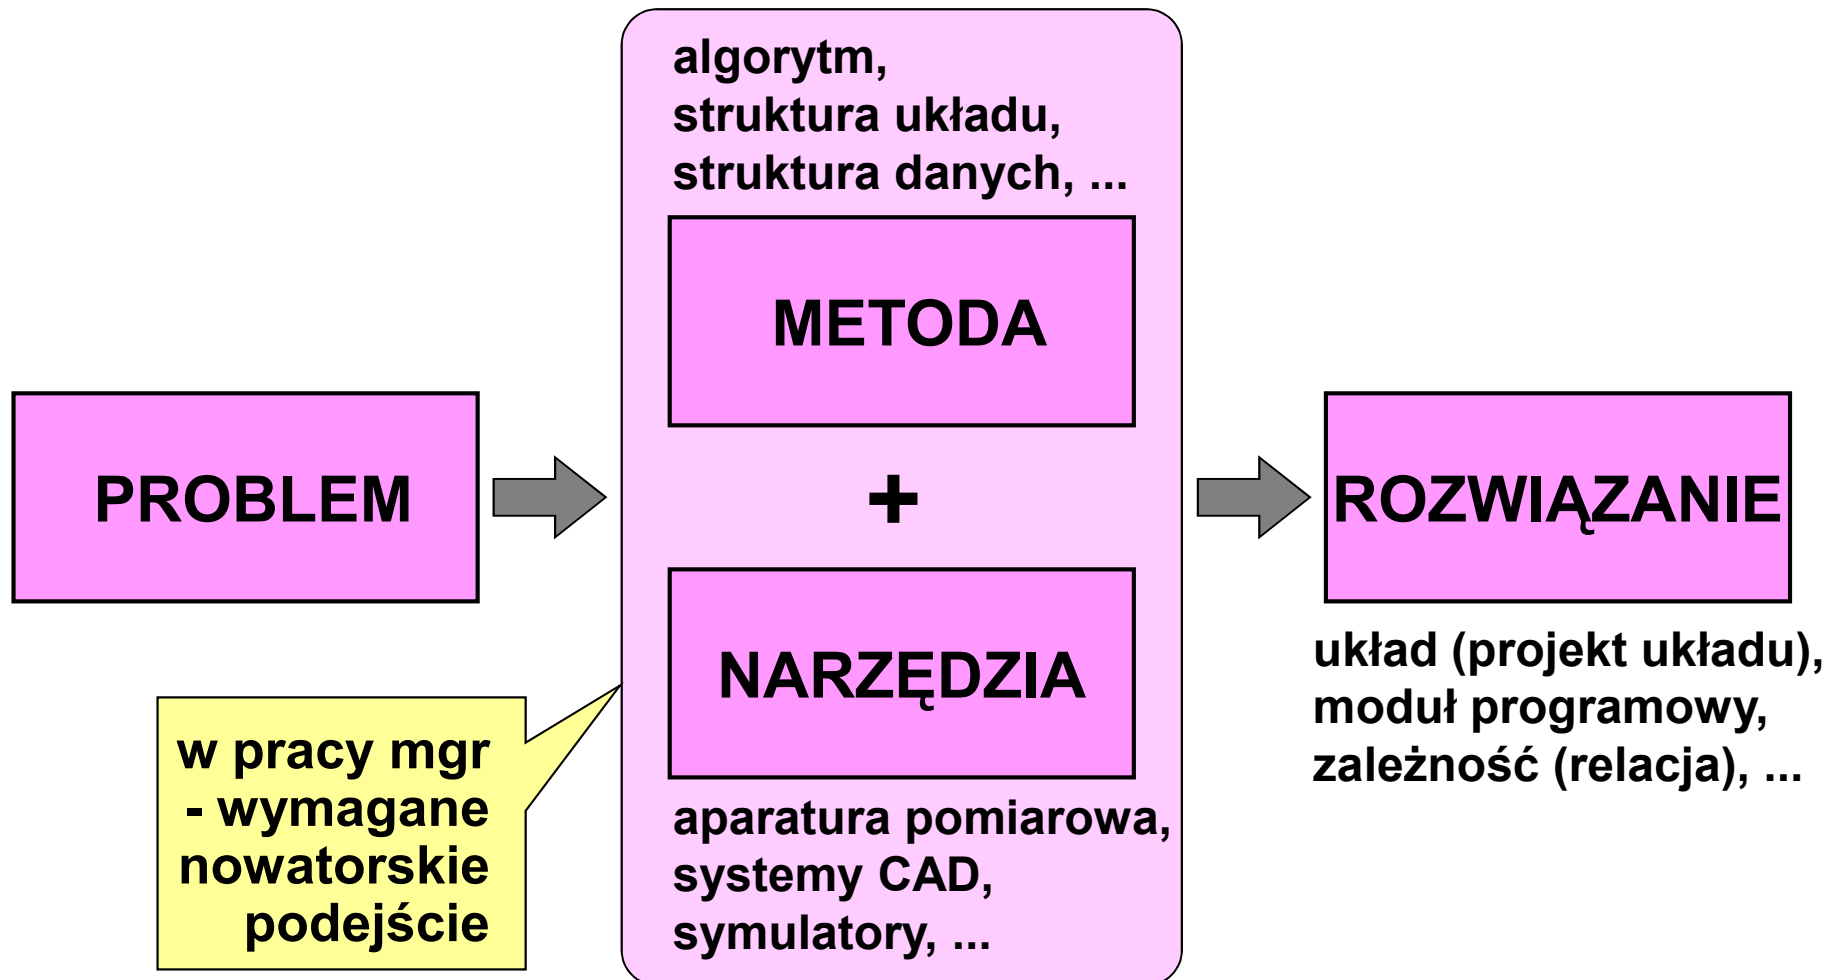 algorytm,
struktura układu,
struktura danych, ...
METODA
PROBLEM
+
ROZWIĄZANIE
NARZĘDZIA
układ (projekt układu),
moduł programowy,
zależność (relacja), ...
w pracy mgr
- wymagane
nowatorskie
podejście
aparatura pomiarowa,
systemy CAD,
symulatory, ...